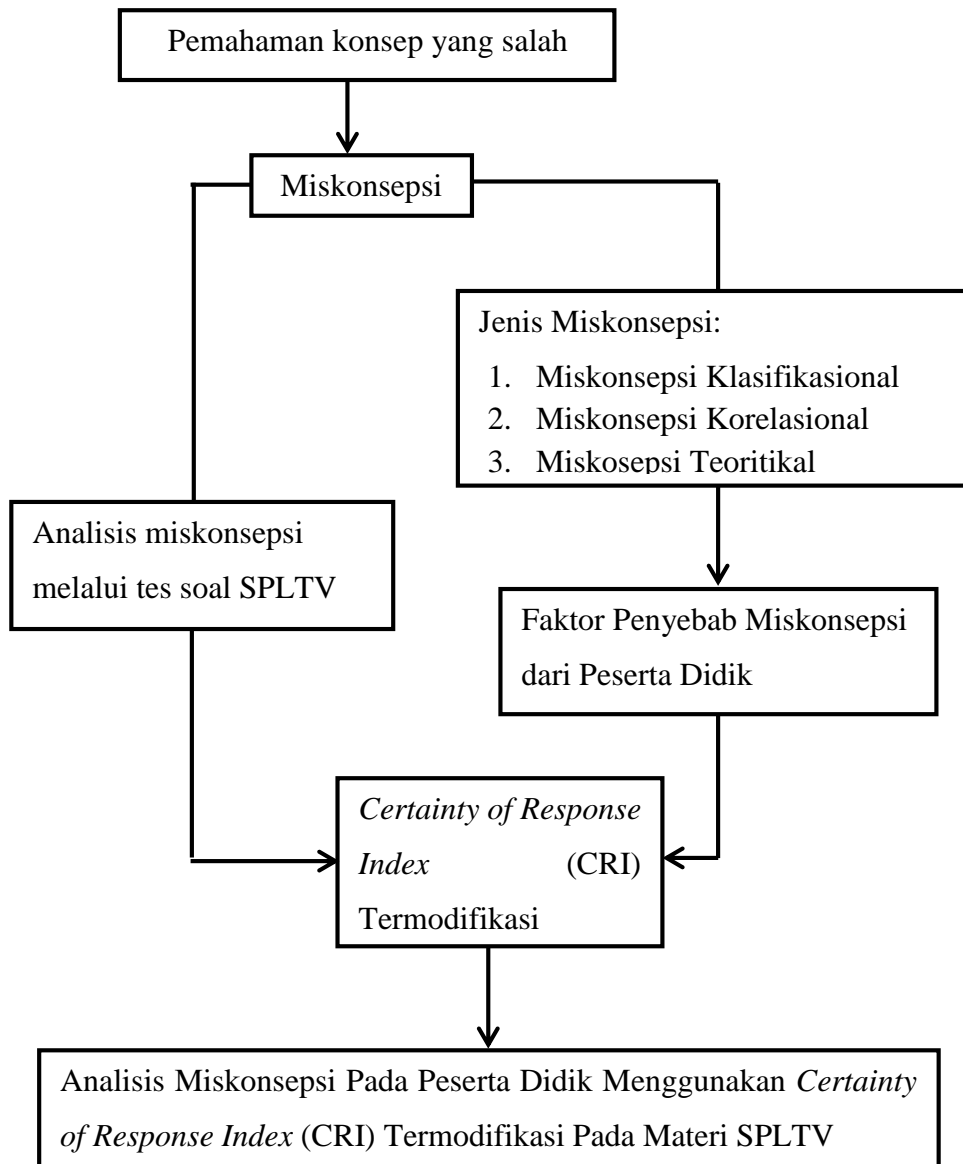 Pemahaman konsep yang salah
Miskonsepsi
Jenis Miskonsepsi:
1. Miskonsepsi Klasifikasional
2. Miskonsepsi Korelasional
3. Miskosepsi Teoritikal
Analisis miskonsepsi
melalui tes soal SPLTV
Faktor Penyebab Miskonsepsi
dari Peserta Didik
Certainty of Response
Index (CRI)
Termodifikasi
Analisis Miskonsepsi Pada Peserta Didik Menggunakan Certainty
of Response Index (CRI) Termodifikasi Pada Materi SPLTV